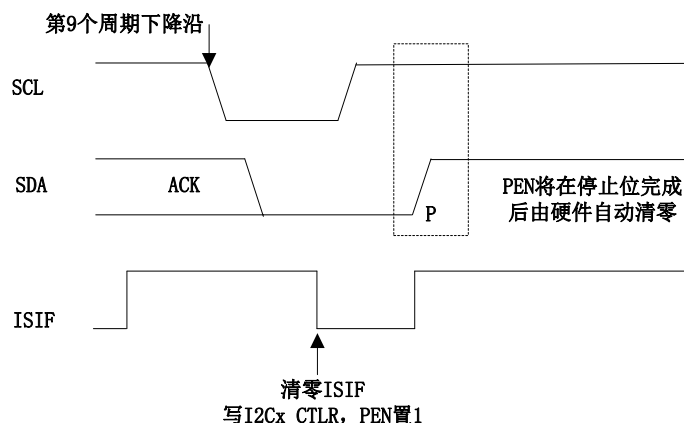 第9个周期下降沿
SCL
SDA
ACK
P
PEN将在停止位完成
后由硬件自动清零
ISIF
清零ISIF
写I2Cx CTLR，PEN置1